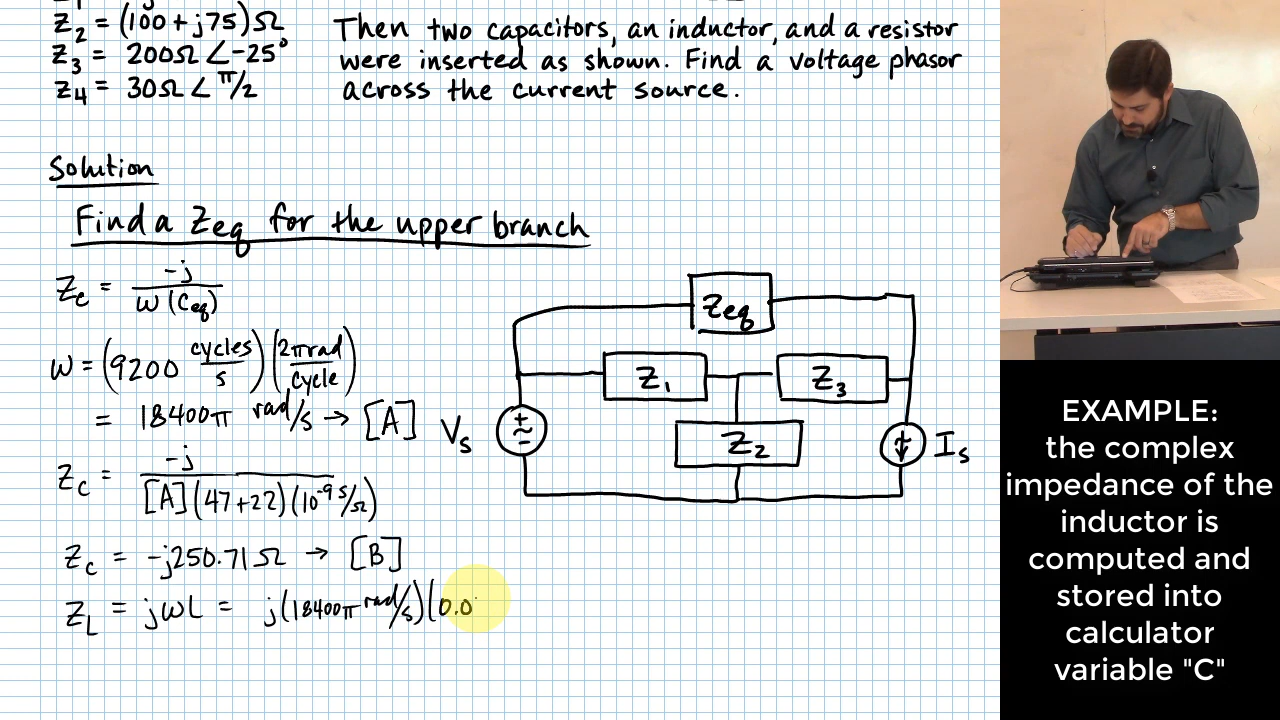 Z₂ = (100 + j75)Ω
Z₃ = 200Ω ∠-25°
Z₄ = 30Ω ∠ π/2
Then two capacitors, an inductor, and a resistor
were inserted as shown. Find a voltage phasor
across the current source.
Solution
Find a Zeq for the upper branch
Zc = -j / ω(Ceq)
ω = (9200 cycles/s)(2π rad/cycle)
= 18400π rad/s → [A]
Zc = -j / [A](47+22)(10⁻⁹ s/Ω)
Zc = -j250.71Ω → [B]
ZL = jωL = j(18400π rad/s)(0.0
Zeq
Z₁
Z₃
Vs
+
~
-
Z₂
Is
EXAMPLE:
the complex
impedance of the
inductor is
computed and
stored into
calculator
variable "C"